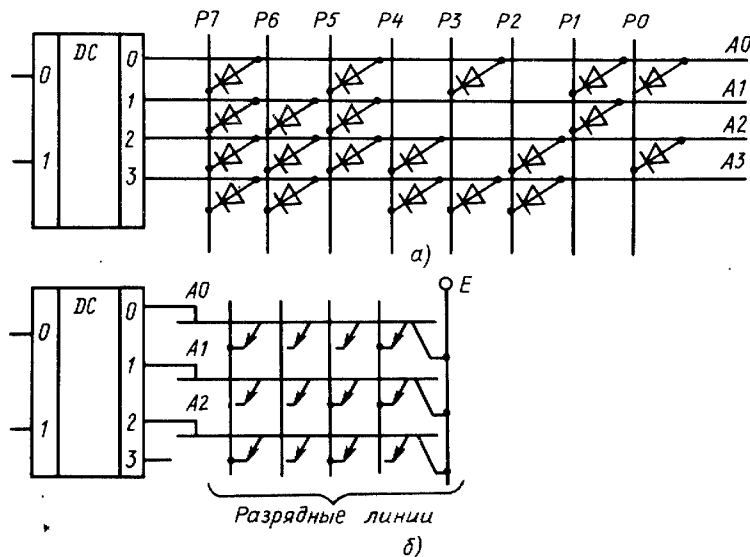 P7 P6 P5 P4 P3 P2 P1 P0
DC
0
1
0
1
2
3
A0
A1
A2
A3
а)
DC
0
1
0
1
2
3
A0
A1
A2
E
Разрядные линии
б)